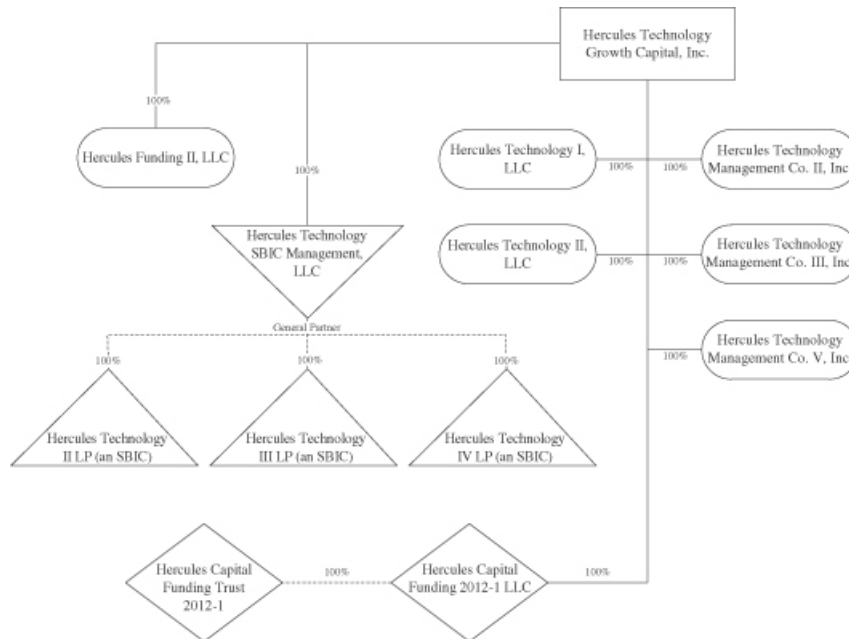 Hercules Technology
Growth Capital, Inc.
100%
Hercules Funding II, LLC
100%
Hercules Technology I,
LLC
100%
100%
Hercules Technology
Management Co. II, Inc
Hercules Technology
SBIC Management,
LLC
Hercules Technology II,
LLC
100%
100%
Hercules Technology
Management Co. III, Inc
General Partner
100%
100%
100%
100%
Hercules Technology
Management Co. V, Inc
Hercules Technology
II LP (an SBIC)
Hercules Technology
III LP (an SBIC)
Hercules Technology
IV LP (an SBIC)
Hercules Capital
Funding Trust
2012-1
100%
Hercules Capital
Funding 2012-1 LLC
100%